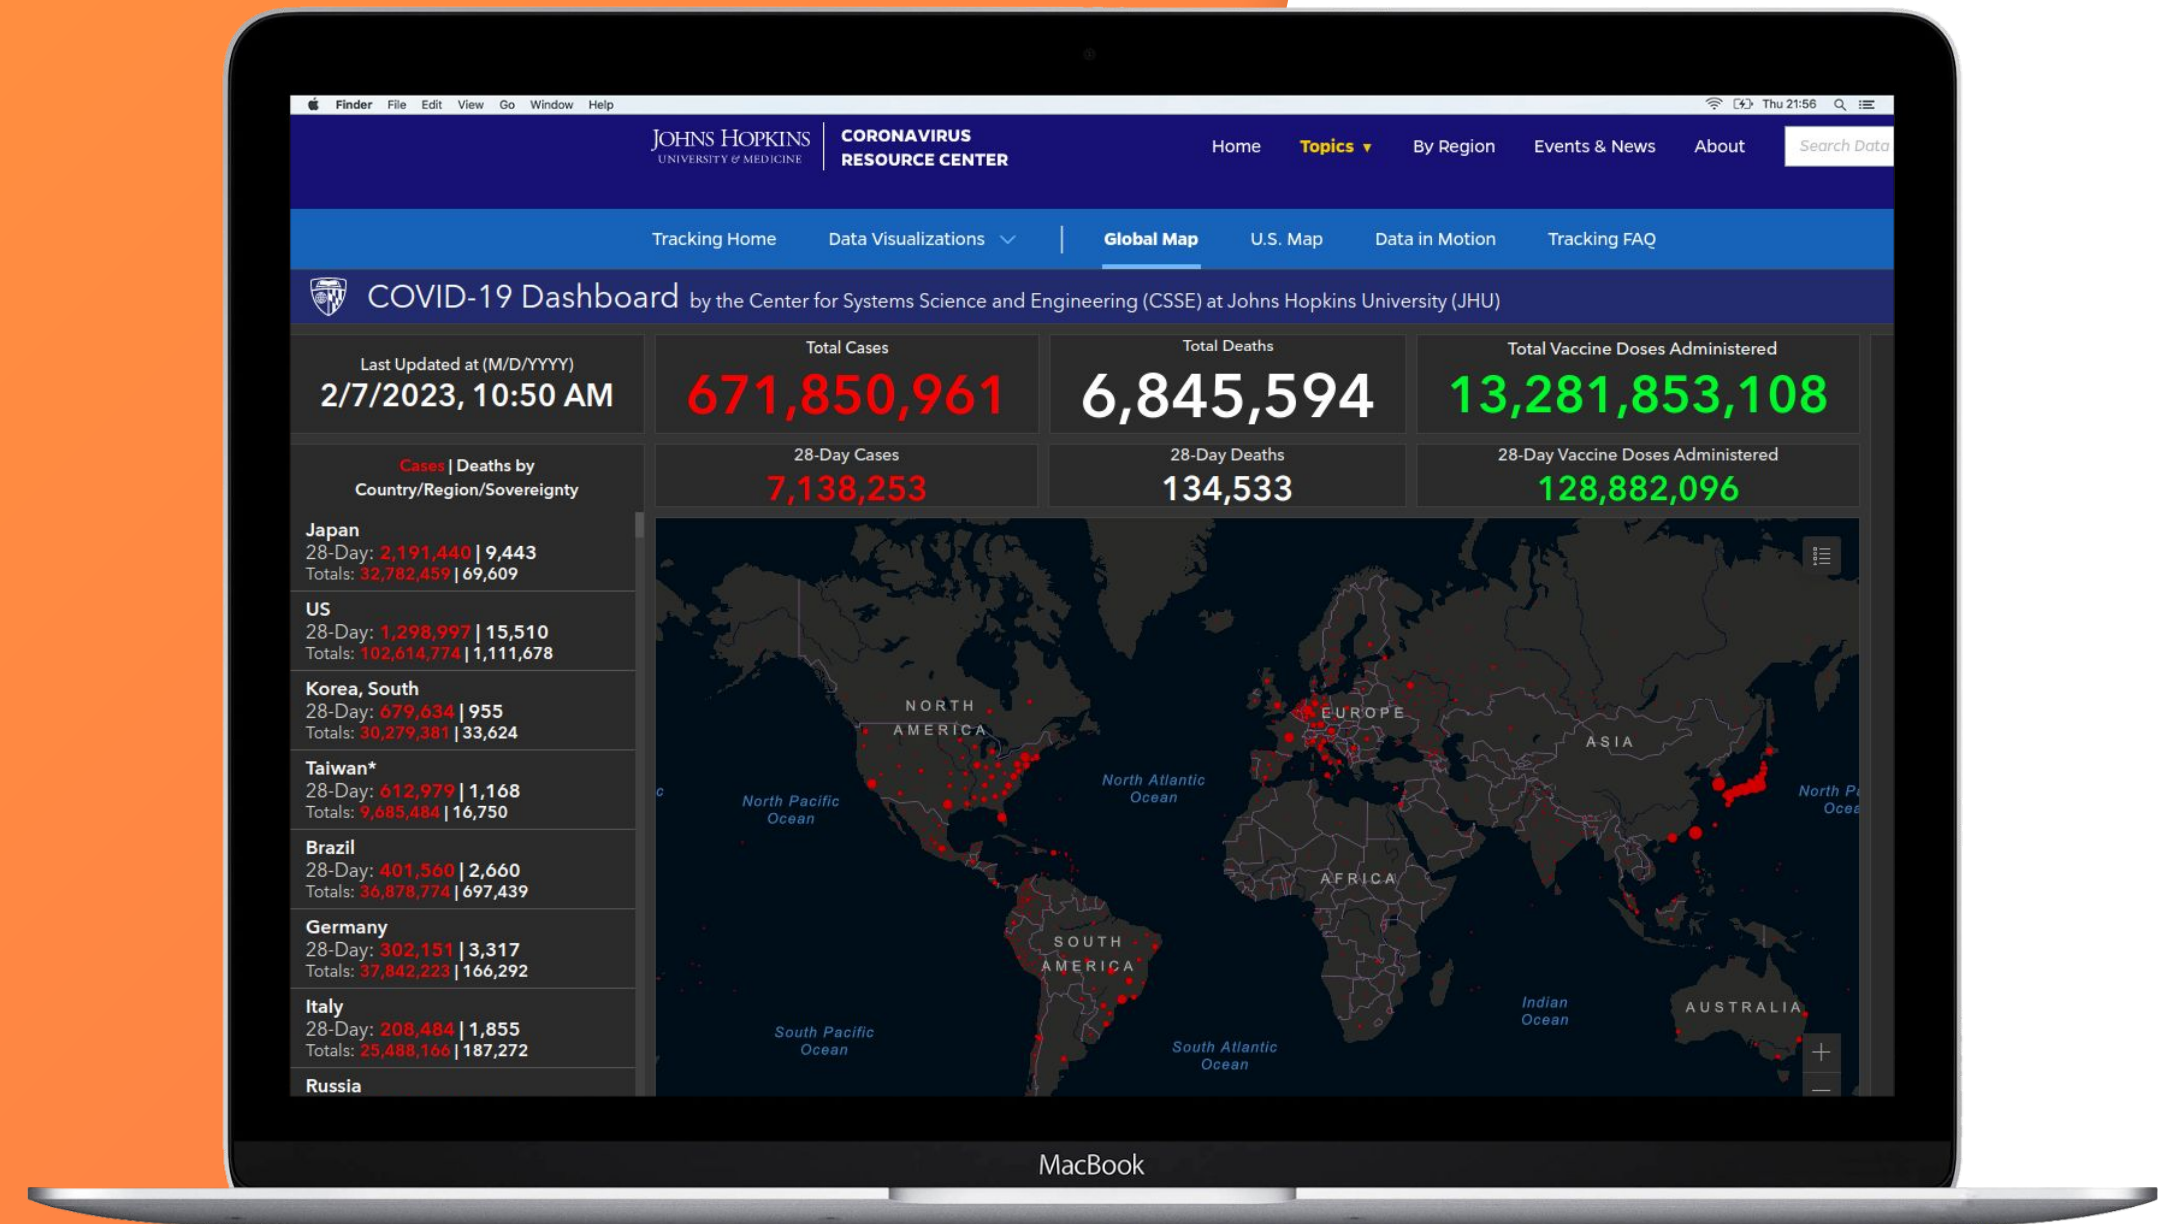 Finder File Edit View Go Window Help Thu 21:56
JOHNS HOPKINS
UNIVERSITY & MEDICINE
CORONAVIRUS
RESOURCE CENTER
Home Topics ▼ By Region Events & News About Search Data
Tracking Home Data Visualizations | Global Map U.S. Map Data in Motion Tracking FAQ
COVID-19 Dashboard by the Center for Systems Science and Engineering (CSSE) at Johns Hopkins University (JHU)
Last Updated at (M/D/YYYY)
2/7/2023, 10:50 AM
Total Cases
671,850,961
Total Deaths
6,845,594
Total Vaccine Doses Administered
13,281,853,108
28-Day Cases
7,138,253
28-Day Deaths
134,533
28-Day Vaccine Doses Administered
128,882,096
Cases | Deaths by
Country/Region/Sovereignty
Japan
28-Day: 2,191,440 | 9,443
Totals: 32,782,459 | 69,609
US
28-Day: 1,298,997 | 15,510
Totals: 102,614,774 | 1,111,678
Korea, South
28-Day: 679,634 | 955
Totals: 30,279,381 | 33,624
Taiwan*
28-Day: 612,979 | 1,168
Totals: 9,685,484 | 16,750
Brazil
28-Day: 401,560 | 2,660
Totals: 36,878,774 | 697,439
Germany
28-Day: 302,151 | 3,317
Totals: 37,842,223 | 166,292
Italy
28-Day: 208,484 | 1,855
Totals: 25,488,166 | 187,272
Russia
NORTH
AMERICA
EUROPE
ASIA
North Atlantic
Ocean
c
North Pacific
Ocean
North P
Ocea
AFRICA
SOUTH
AMERICA
Indian
Ocean
AUSTRALIA
South Pacific
Ocean
South Atlantic
Ocean
MacBook